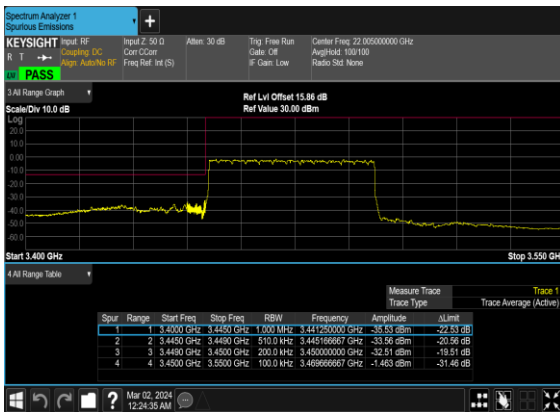 Spectrum Analyzer 1
Spurious Emissions
KEYSIGHT Input: RF Input Z: 50 Ω Atten: 30 dB Trig: Free Run Center Freq: 22.005000000 GHz
R T Coupling: DC Corr CCorr Gate: Off Avg|Hold: 100/100
Align: Auto/No RF Freq Ref: Int (S) IF Gain: Low Radio Std: None
PASS
3 All Range Graph
Ref Lvl Offset 15.86 dB
Scale/Div 10.0 dB Ref Value 30.00 dBm
Log
20.0
10.0
0.00
-10.0
-20.0
-30.0
-40.0
-50.0
-60.0
Start 3.400 GHz Stop 3.550 GH
4 All Range Table
Measure Trace Trace 1
Trace Type Trace Average (Active)
Spur Range Start Freq Stop Freq RBW Frequency Amplitude ΔLimit
1 1 3.4000 GHz 3.4450 GHz 1.000 MHz 3.441250000 GHz -35.53 dBm -22.53 dB
2 2 3.4450 GHz 3.4490 GHz 510.0 kHz 3.445166667 GHz -33.56 dBm -20.56 dB
3 3 3.4490 GHz 3.4500 GHz 200.0 kHz 3.450000000 GHz -32.51 dBm -19.51 dB
4 4 3.4500 GHz 3.5500 GHz 100.0 kHz 3.469666667 GHz -1.463 dBm -31.46 dB
Mar 02, 2024
12:24:35 AM